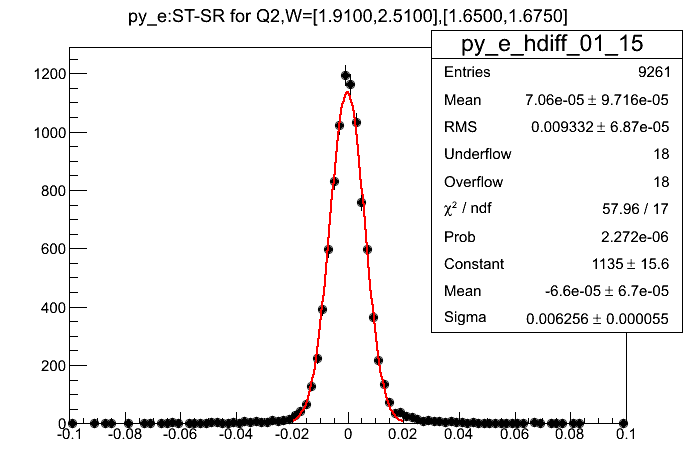 py_e:ST-SR for Q2,W=[1.9100,2.5100],[1.6500,1.6750]
py_e_hdiff_01_15
Entries 9261
Mean 7.06e-05 ± 9.716e-05
RMS 0.009332 ± 6.87e-05
Underflow 18
Overflow 18
χ² / ndf 57.96 / 17
Prob 2.272e-06
Constant 1135 ± 15.6
Mean -6.6e-05 ± 6.7e-05
Sigma 0.006256 ± 0.000055
1200
1000
800
600
400
200
0
-0.1 -0.08 -0.06 -0.04 -0.02 0 0.02 0.04 0.06 0.08 0.1